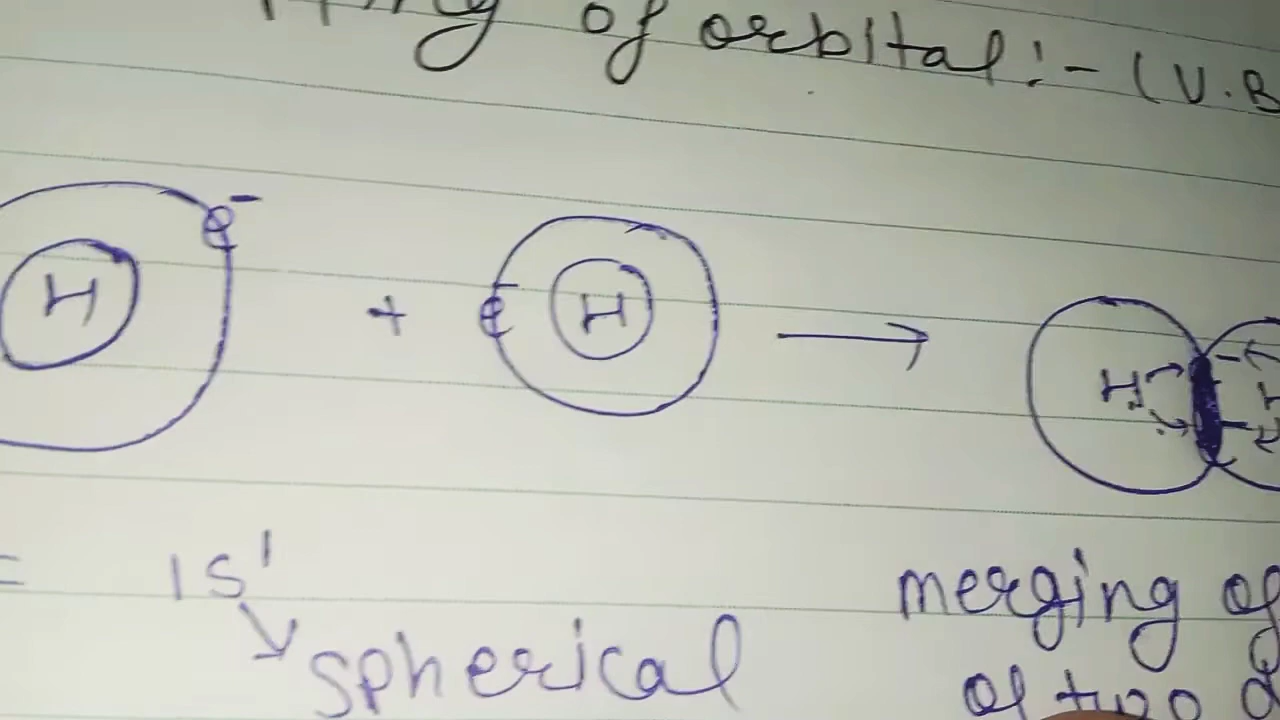 of orbital:- (V.B
e-
H + e- H →
H
= 1s¹
spherical
merging of
of two